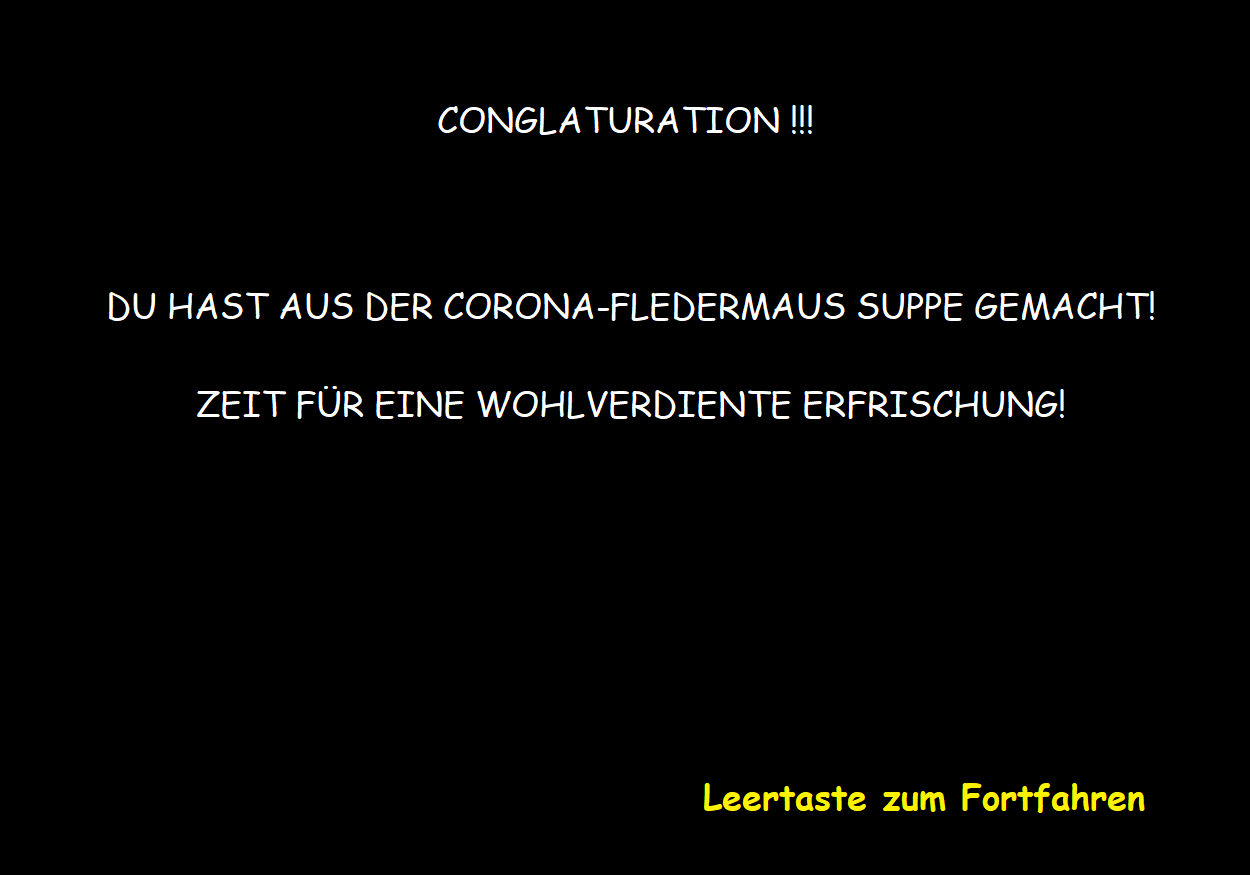 CONGLATURATION !!!
DU HAST AUS DER CORONA-FLEDERMAUS SUPPE GEMACHT!
ZEIT FÜR EINE WOHLVERDIENTE ERFRISCHUNG!
Leertaste zum Fortfahren